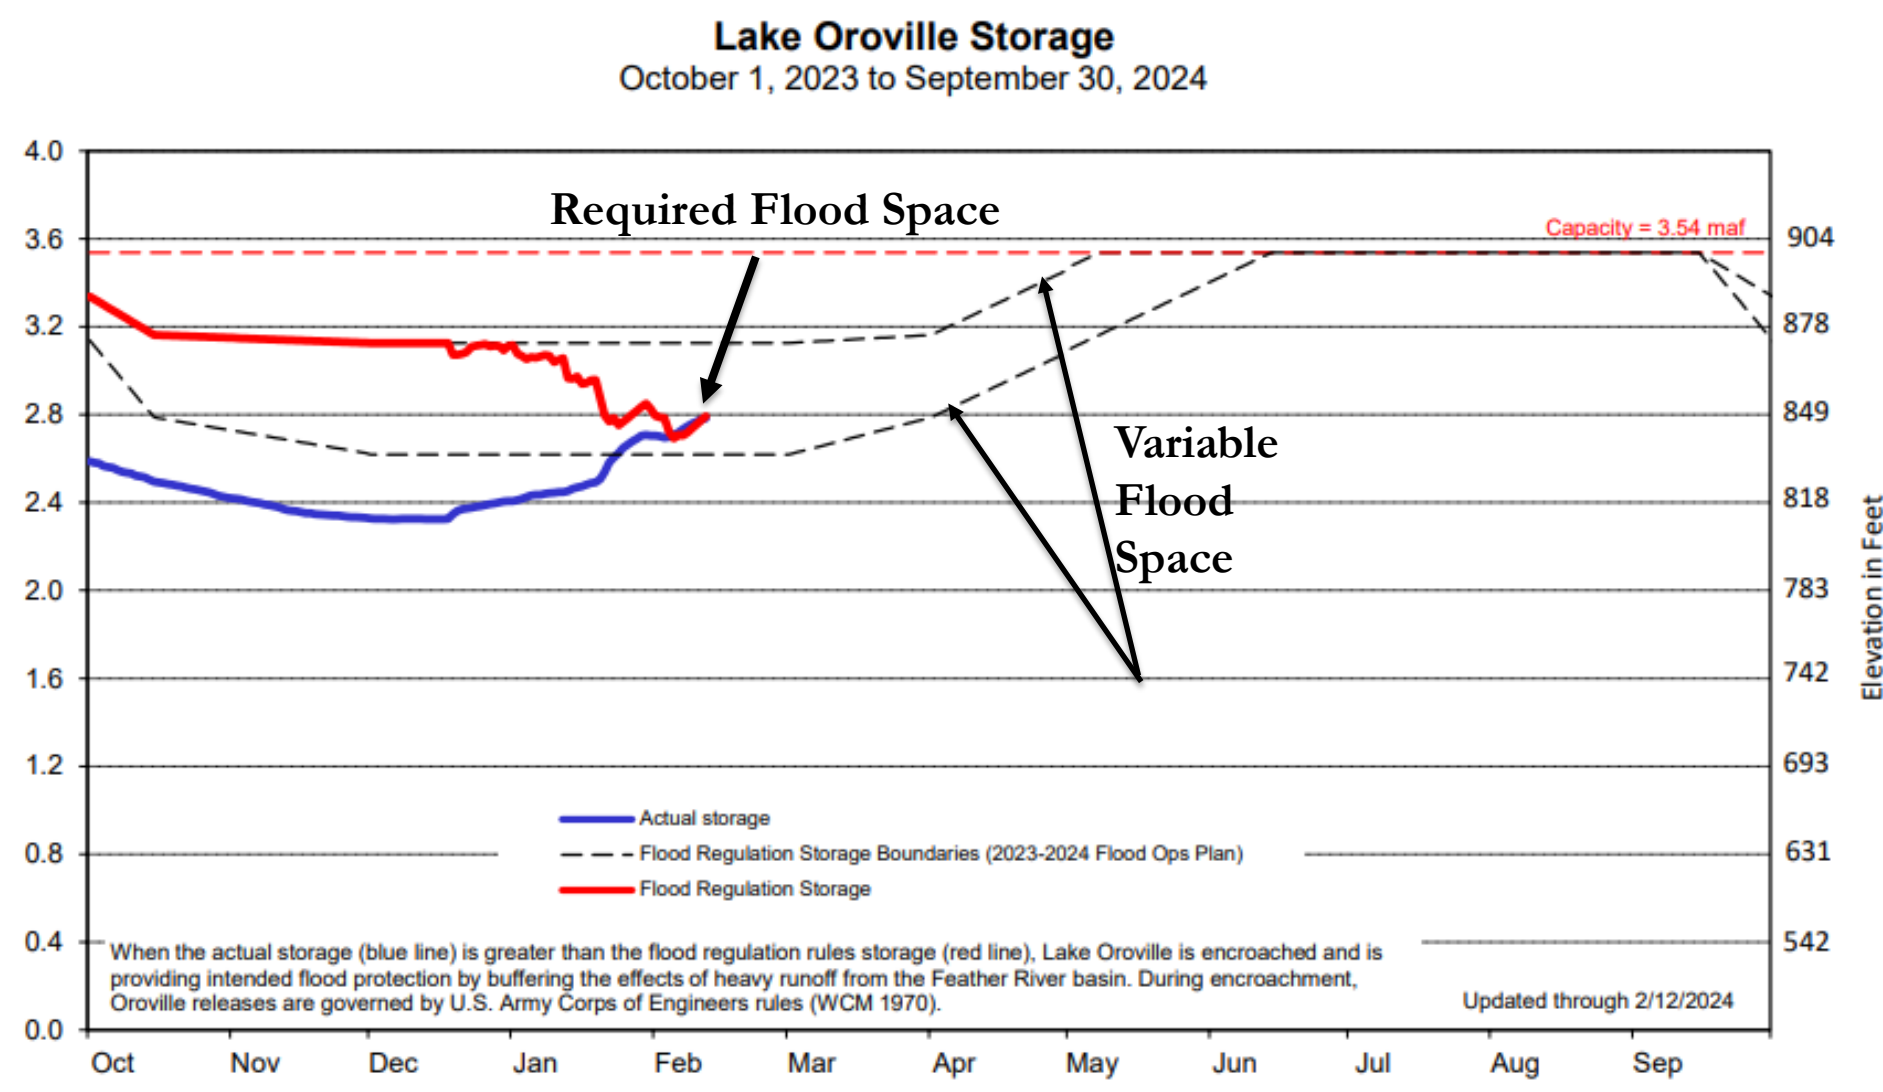 Lake Oroville Storage
October 1, 2023 to September 30, 2024
4.0
Required Flood Space
Capacity = 3.54 maf
3.6
904
3.2
878
2.8
849
Variable
Flood
Space
2.4
818
2.0
783
1.6
742
Elevation in Feet
1.2
693
Actual storage
0.8
Flood Regulation Storage Boundaries (2023-2024 Flood Ops Plan)
631
Flood Regulation Storage
0.4
542
When the actual storage (blue line) is greater than the flood regulation rules storage (red line), Lake Oroville is encroached and is
providing intended flood protection by buffering the effects of heavy runoff from the Feather River basin. During encroachment,
Oroville releases are governed by U.S. Army Corps of Engineers rules (WCM 1970).
Updated through 2/12/2024
0.0
Oct Nov Dec Jan Feb Mar Apr May Jun Jul Aug Sep